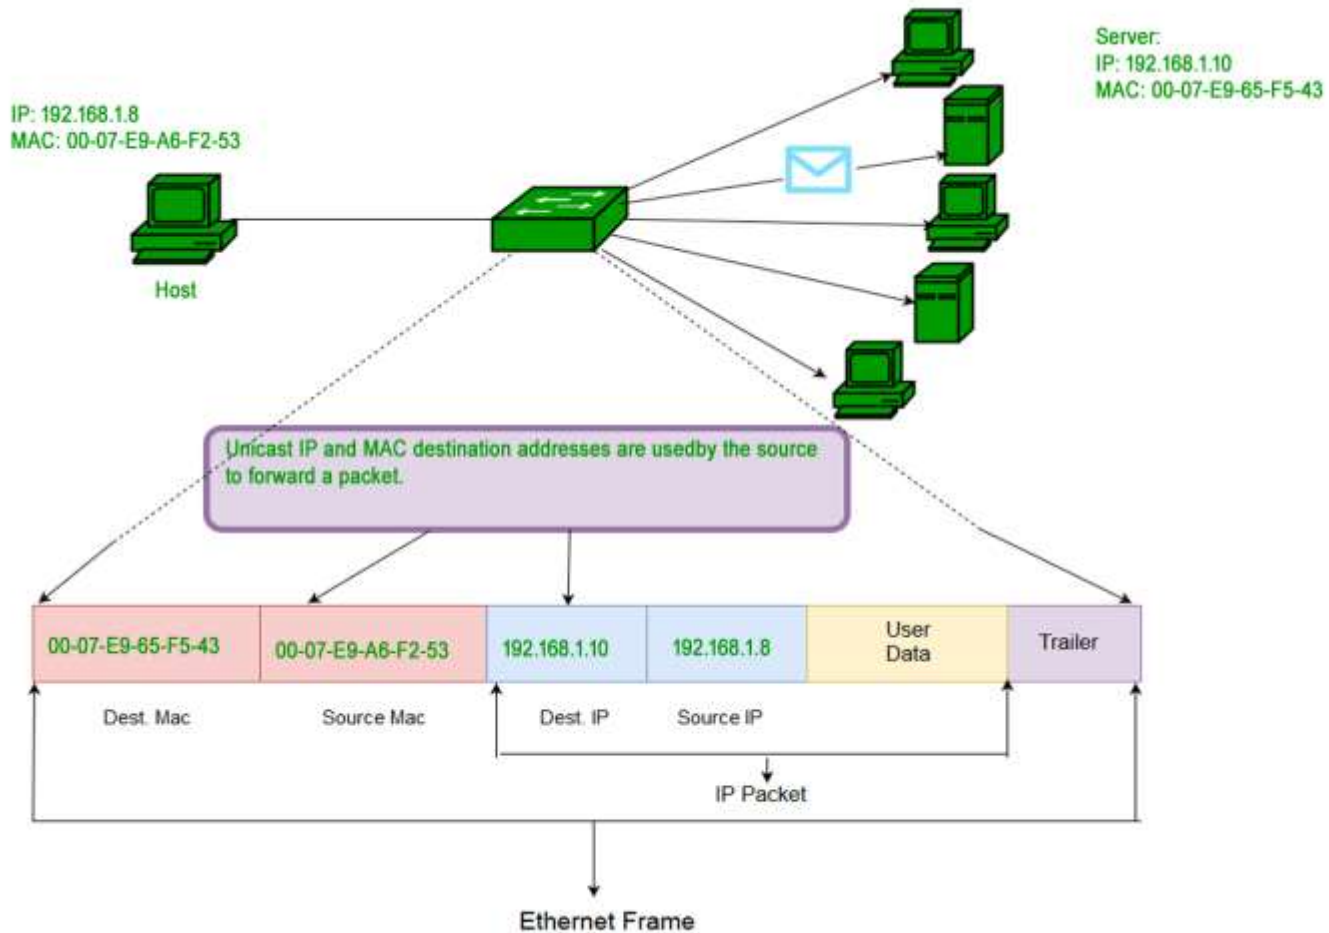 Server:
IP: 192.168.1.10
MAC: 00-07-E9-65-F5-43
IP: 192.168.1.8
MAC: 00-07-E9-A6-F2-53
Host
Unicast IP and MAC destination addresses are usedby the source
to forward a packet.
00-07-E9-65-F5-43
00-07-E9-A6-F2-53
192.168.1.10
192.168.1.8
User
Data
Trailer
Dest. Mac
Source Mac
Dest. IP
Source IP
IP Packet
Ethernet Frame